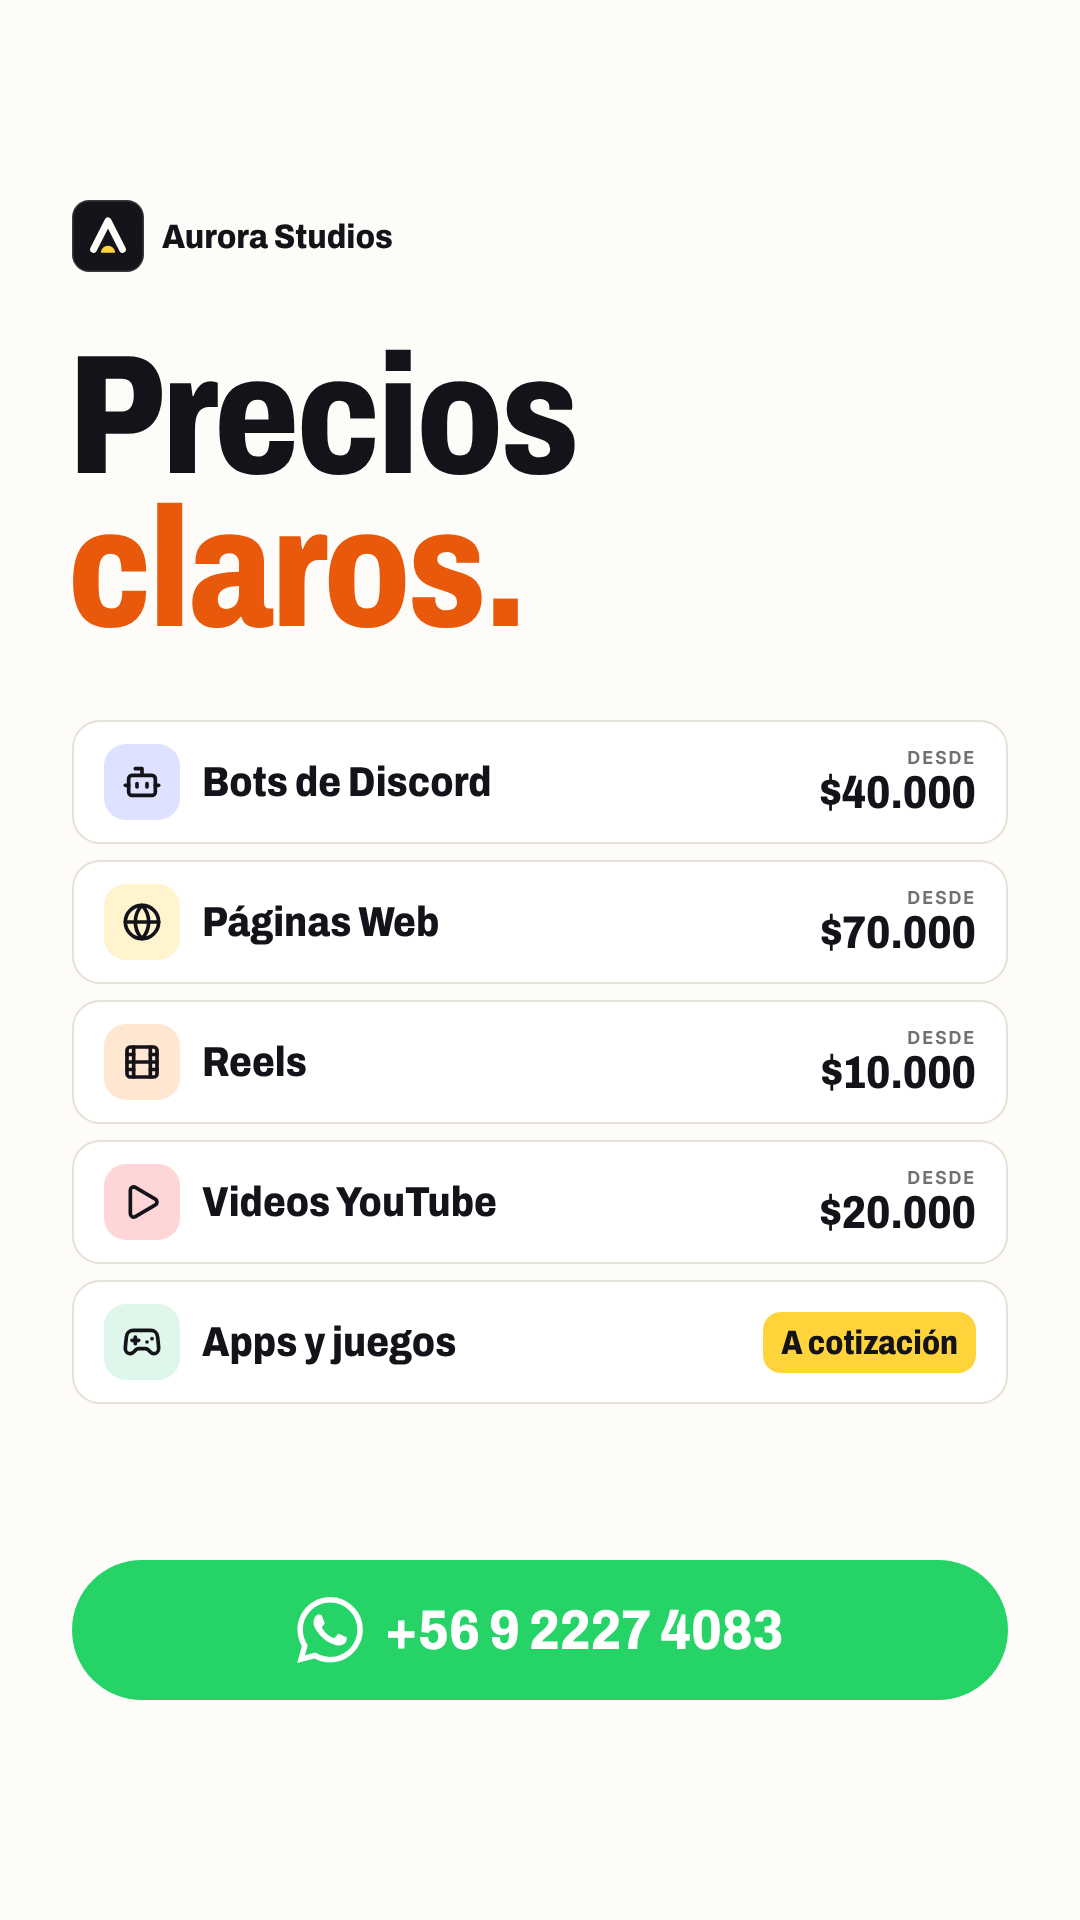 Aurora Studios
Precios
claros.
Bots de Discord
DESDE
$40.000
Páginas Web
DESDE
$70.000
Reels
DESDE
$10.000
Videos YouTube
DESDE
$20.000
Apps y juegos
A cotización
+56 9 2227 4083